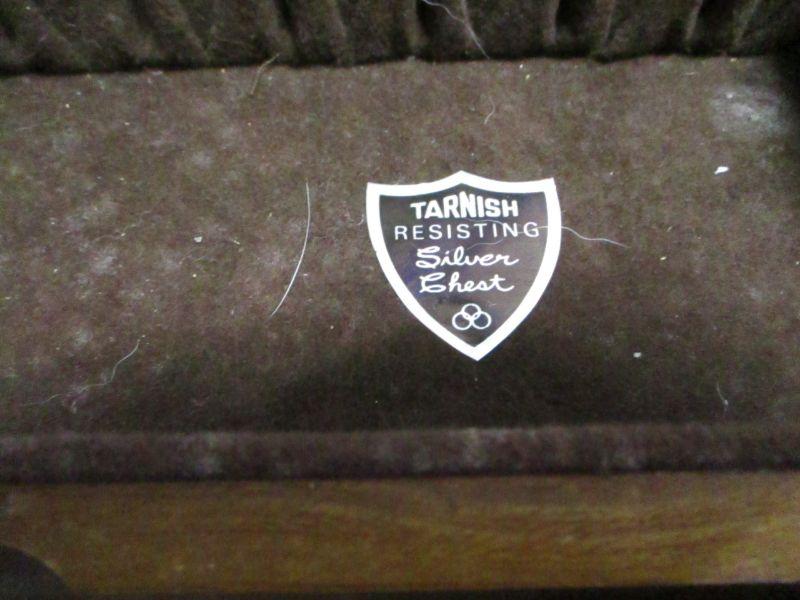 TARNISH
RESISTING
Silver
Chest